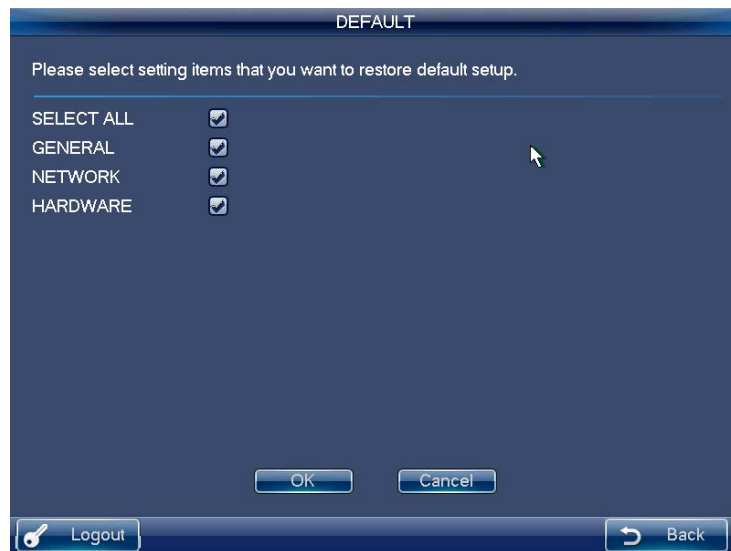 DEFAULT
Please select setting items that you want to restore default setup.
SELECT ALL
GENERAL
NETWORK
HARDWARE
OK Cancel
Logout Back